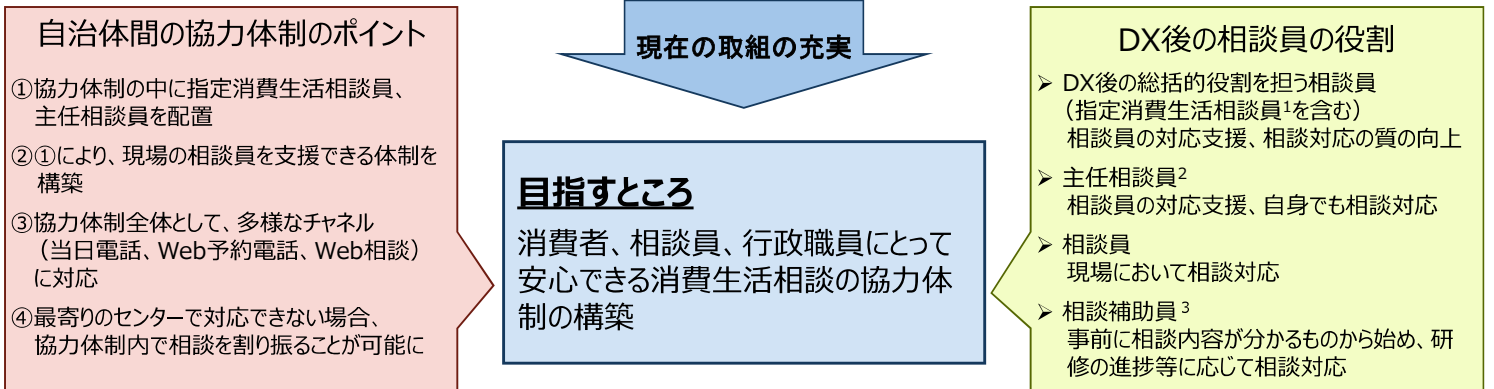 自治体間の協力体制のポイント
①協力体制の中に指定消費生活相談員、
主任相談員を配置
②①により、現場の相談員を支援できる体制を
構築
③協力体制全体として、多様なチャネル
（当日電話、Web予約電話、Web相談）
に対応
④最寄りのセンターで対応できない場合、
協力体制内で相談を割り振ることが可能に
現在の取組の充実
目指すところ
消費者、相談員、行政職員にとって
安心できる消費生活相談の協力体
制の構築
DX後の相談員の役割
➢ DX後の総括的役割を担う相談員
（指定消費生活相談員1を含む）
相談員の対応支援、相談対応の質の向上
➢ 主任相談員2
相談員の対応支援、自身でも相談対応
➢ 相談員
現場において相談対応
➢ 相談補助員3
事前に相談内容が分かるものから始め、研
修の進捗等に応じて相談対応